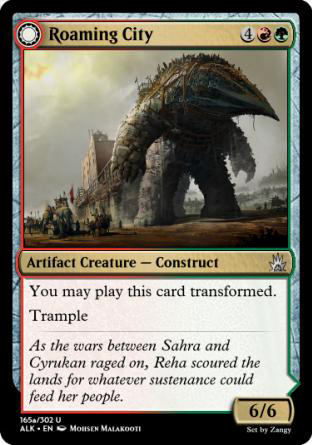 Roaming City 4
Artifact Creature — Construct
You may play this card transformed.
Trample
As the wars between Sahra and
Cyrukan raged on, Reha scoured the
lands for whatever sustenance could
feed her people.
6/6
165a/302 U
ALK • EN Mohsen Malakooti
Set by Zangy